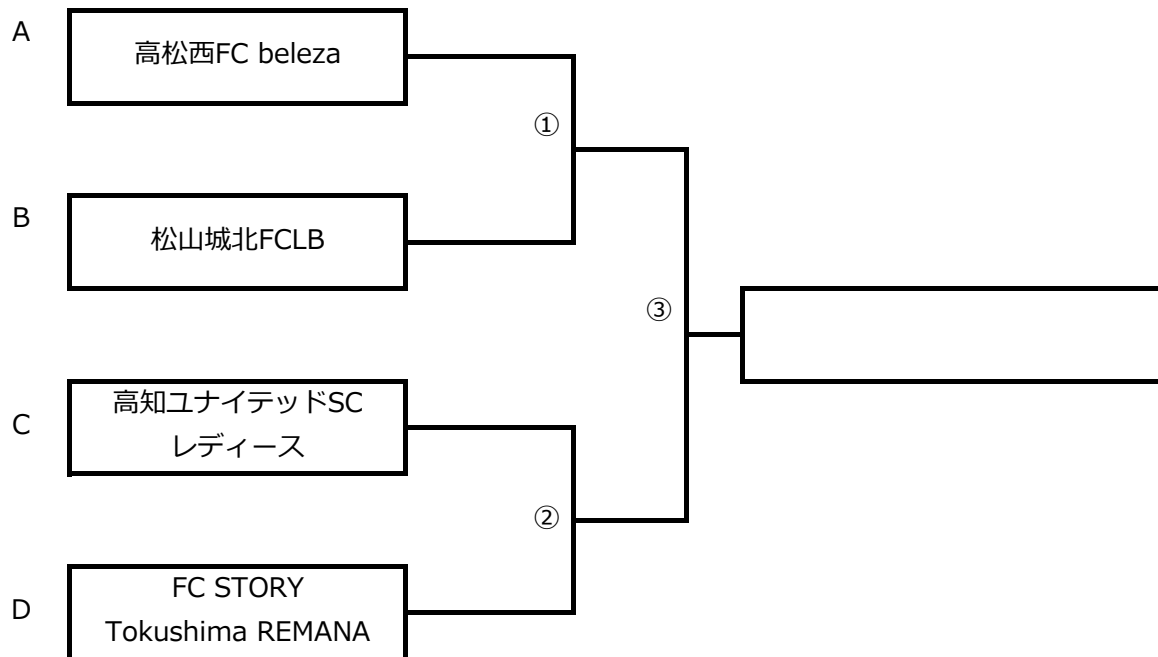 A
高松西FC beleza
①
B
松山城北FCLB
③
C
高知ユナイテッドSC
レディース
②
D
FC STORY
Tokushima REMANA